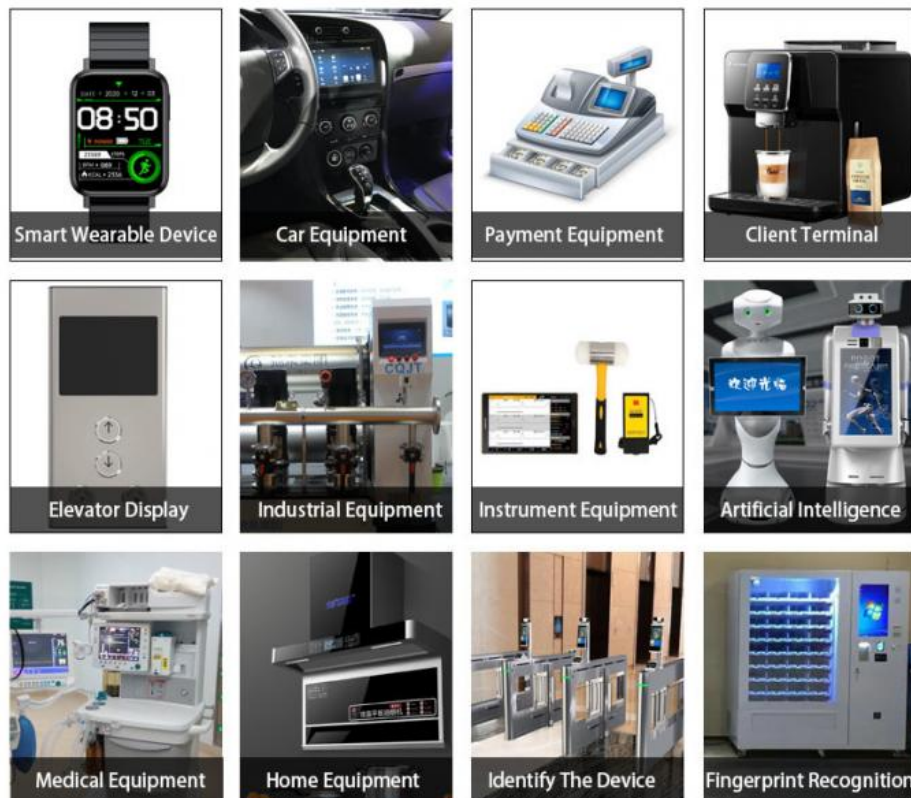 08:50
Smart Wearable Device
Car Equipment
Payment Equipment
Client Terminal
CQJT
欢迎光临
Elevator Display
Industrial Equipment
Instrument Equipment
Artificial Intelligence
Medical Equipment
Home Equipment
Identify The Device
Fingerprint Recognition